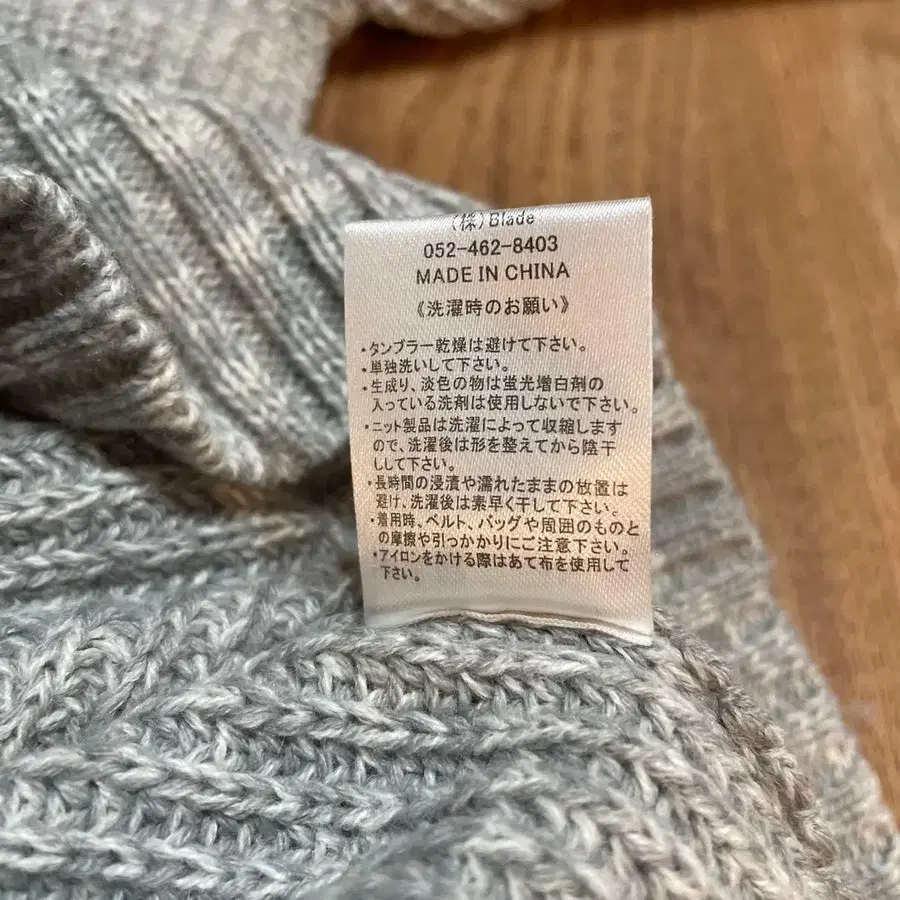 (株)Blade
052-462-8403
MADE IN CHINA
《洗濯時のお願い》
・タンブラー乾燥は避けて下さい。
・単独洗いして下さい。
・生成り、淡色の物は蛍光増白剤の
入っている洗剤は使用しないで下さい。
・ニット製品は洗濯によって収縮します
ので、洗濯後は形を整えてから陰干
しして下さい。
・長時間の浸漬や濡れたままの放置は
避け、洗濯後は素早く干して下さい。
・着用時、ベルト、バッグや周囲のものと
の摩擦や引っかかりにご注意下さい。
・アイロンをかける際はあて布を使用して
下さい。